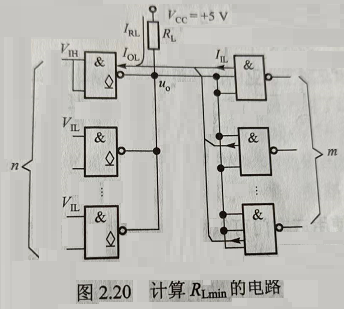 V_CC = +5 V
I_RL
R_L
V_IH
&
I_OL
I_IL
&
u_o
V_IL
&
&
m
n
⋮
⋮
V_IL
&
&
图 2.20 计算 R_Lmin 的电路